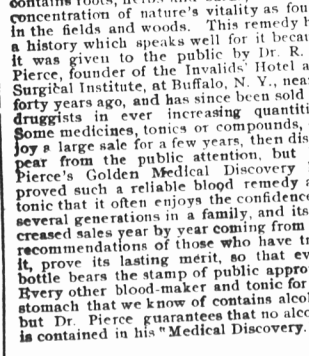 contains roots,
concentration of nature's vitality as fou
in the fields and woods. This remedy h
a history which speaks well for it becau
it was given to the public by Dr. R.
Pierce, founder of the Invalids' Hotel a
Surgical Institute, at Buffalo, N. Y., nea
forty years ago, and has since been sold
druggists in ever increasing quantiti
Some medicines, tonics or compounds,
joy a large sale for a few years, then dis
pear from the public attention, but
Pierce's Golden Medical Discovery
proved such a reliable blood remedy a
tonic that it often enjoys the confidence
several generations in a family, and its
creased sales year by year coming from
recommendations of those who have tr
it, prove its lasting merit, so that ev
bottle bears the stamp of public appro
Every other blood-maker and tonic for
stomach that we know of contains alco
but Dr. Pierce guarantees that no alco
is contained in his "Medical Discovery.